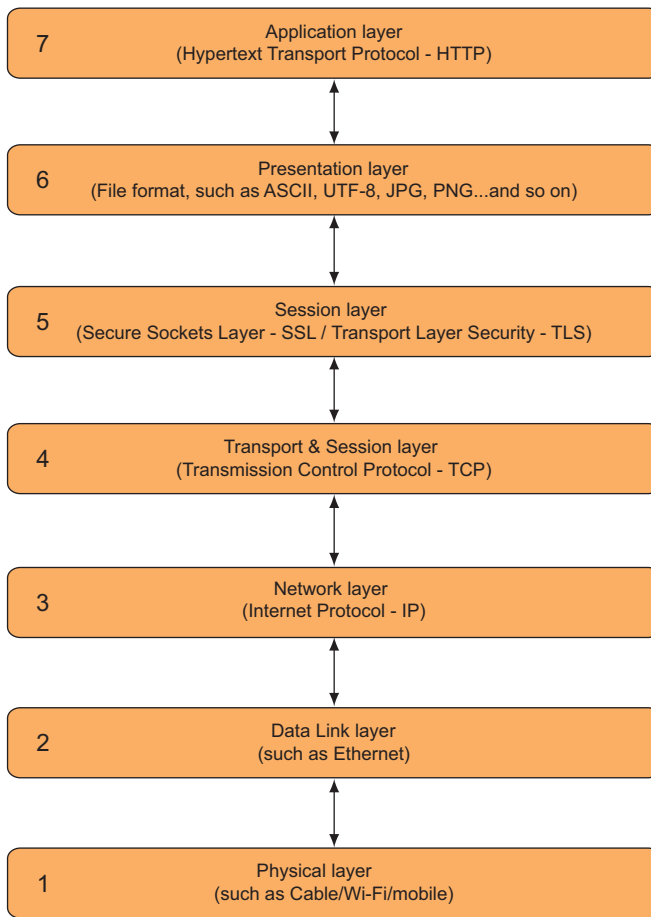 7
Application layer
(Hypertext Transport Protocol - HTTP)
6
Presentation layer
(File format, such as ASCII, UTF-8, JPG, PNG...and so on)
5
Session layer
(Secure Sockets Layer - SSL / Transport Layer Security - TLS)
4
Transport & Session layer
(Transmission Control Protocol - TCP)
3
Network layer
(Internet Protocol - IP)
2
Data Link layer
(such as Ethernet)
1
Physical layer
(such as Cable/Wi-Fi/mobile)